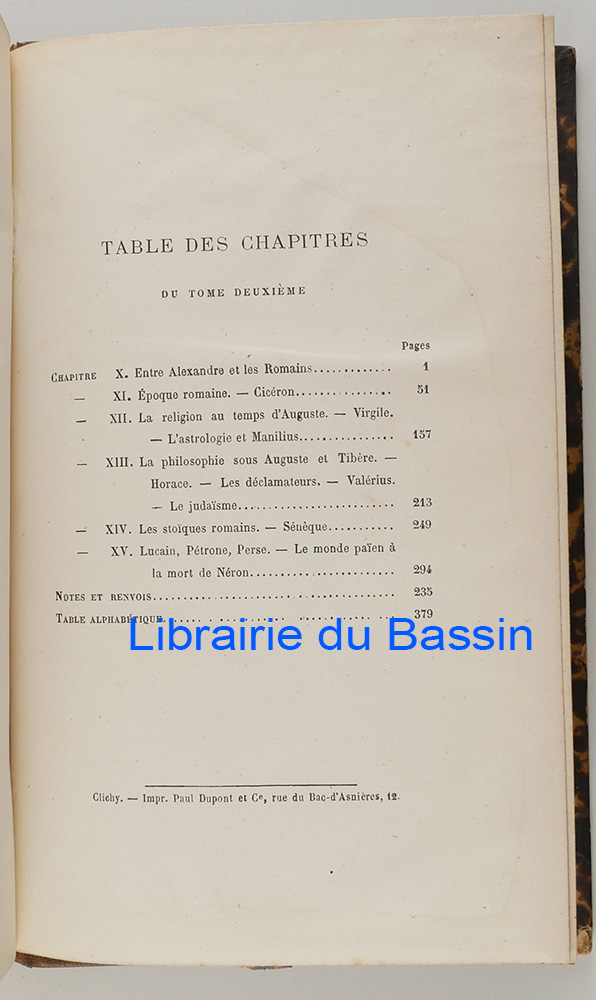 TABLE DES CHAPITRES
DU TOME DEUXIÈME
Pages
CHAPITRE X. Entre Alexandre et les Romains............. 1
— XI. Époque romaine. — Cicéron................ 51
— XII. La religion au temps d'Auguste. — Virgile.
— L'astrologie et Manilius............... 157
— XIII. La philosophie sous Auguste et Tibère. —
Horace. — Les déclamateurs. — Valérius.
— Le judaïsme......................... 213
— XIV. Les stoïques romains. — Sénèque........... 249
— XV. Lucain, Pétrone, Perse. — Le monde païen à
la mort de Néron....................... 294
NOTES ET RENVOIS...................................... 235
TABLE ALPHABÉTIQUE................................... 379
Librairie du Bassin
Clichy. — Impr. Paul Dupont et Cᵉ, rue du Bac-d'Asnières, 12.